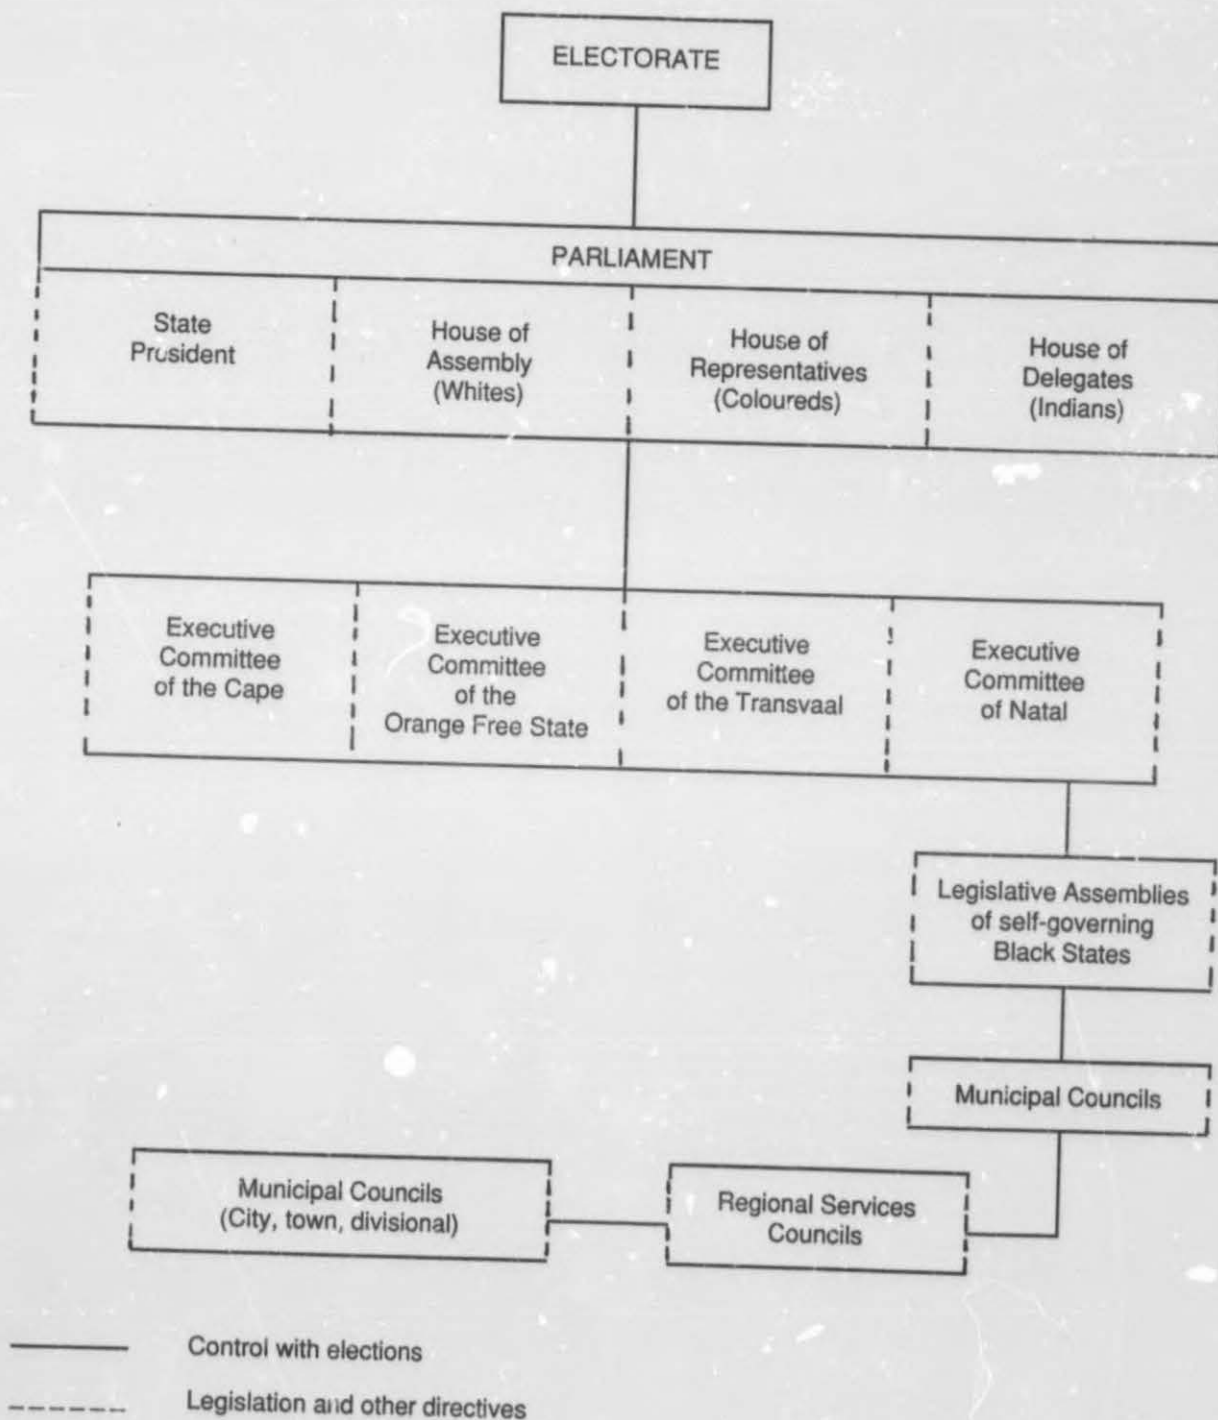 ELECTORATE
PARLIAMENT
State
President
House of
Assembly
(Whites)
House of
Representatives
(Coloureds)
House of
Delegates
(Indians)
Executive
Committee
of the Cape
Executive
Committee
of the
Orange Free State
Executive
Committee
of the Transvaal
Executive
Committee
of Natal
Legislative Assemblies
of self-governing
Black States
Municipal Councils
Municipal Councils
(City, town, divisional)
Regional Services
Councils
Control with elections
Legislation and other directives